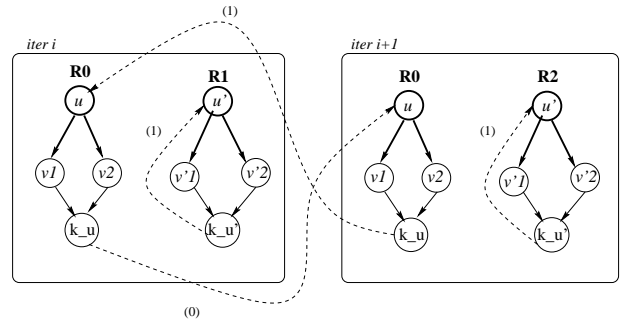 (1)
iter i
iter i+1
R0
R1
R0
R2
u
u'
u
u'
(1)
(1)
v1
v2
v'1
v'2
v1
v2
v'1
v'2
k_u
k_u'
k_u
k_u'
(0)